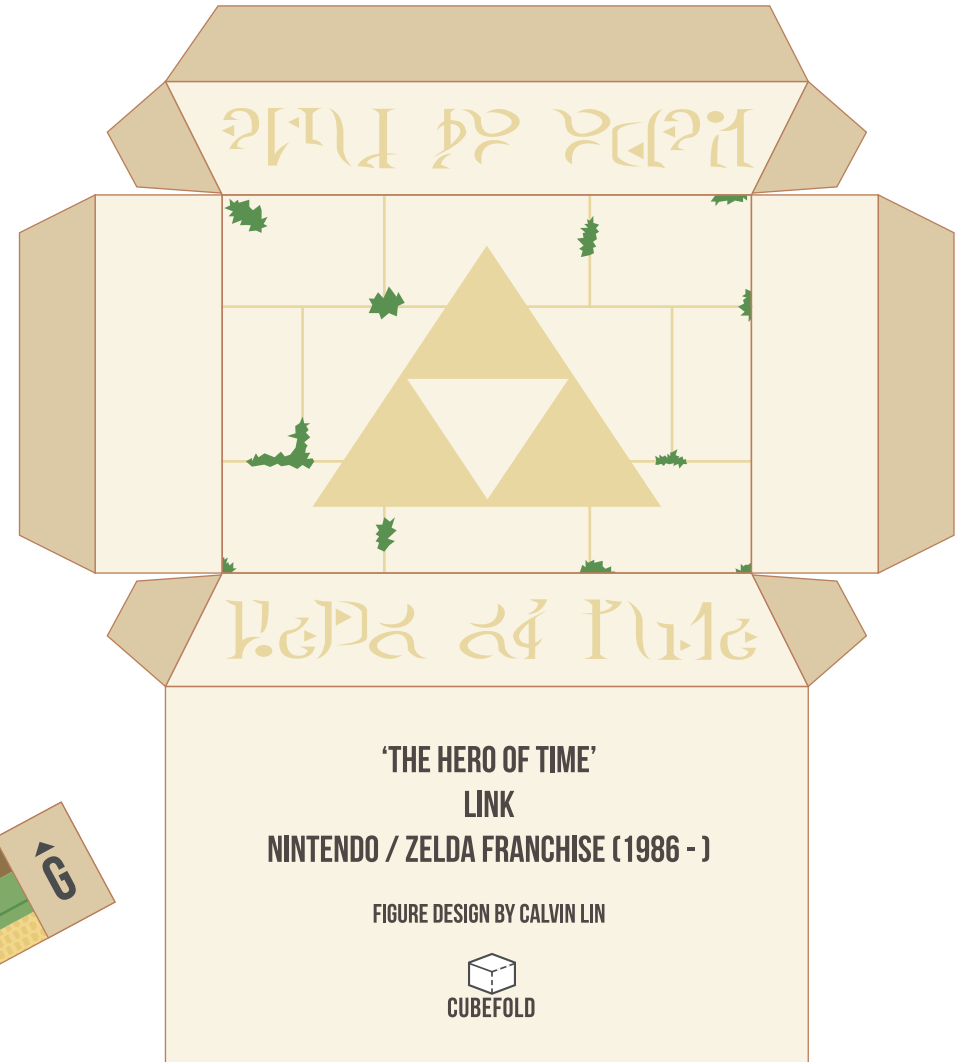 ‘THE HERO OF TIME’
LINK
NINTENDO / ZELDA FRANCHISE (1986 - )
FIGURE DESIGN BY CALVIN LIN
CUBEFOLD
G